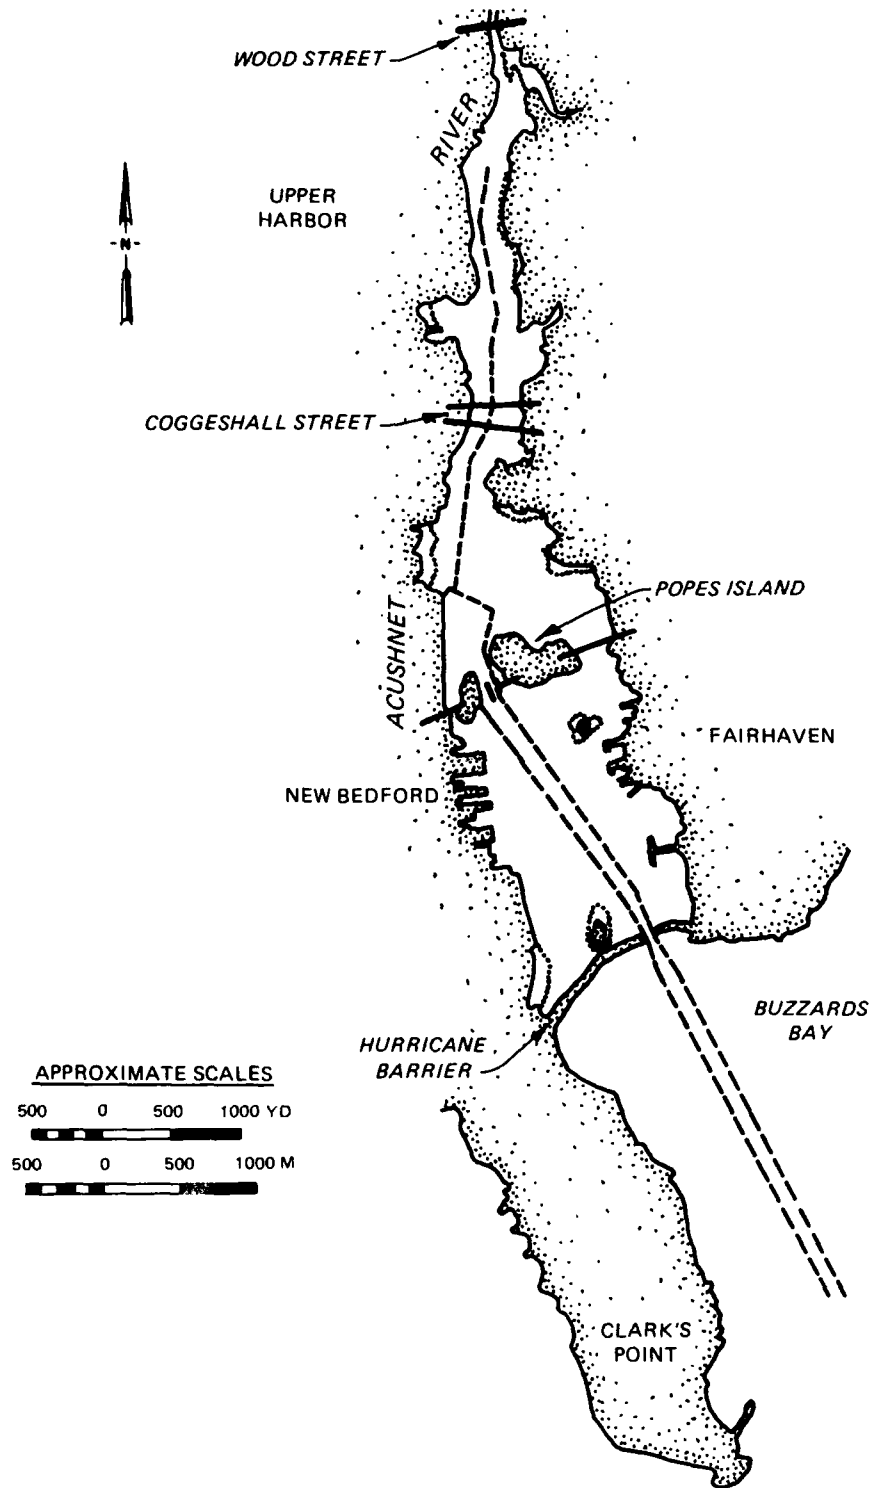 WOOD STREET
RIVER
UPPER
HARBOR
-N-
COGGESHALL STREET
POPES ISLAND
ACUSHNET
FAIRHAVEN
NEW BEDFORD
BUZZARDS
BAY
HURRICANE
BARRIER
APPROXIMATE SCALES
500 0 500 1000 YD
500 0 500 1000 M
CLARK'S
POINT